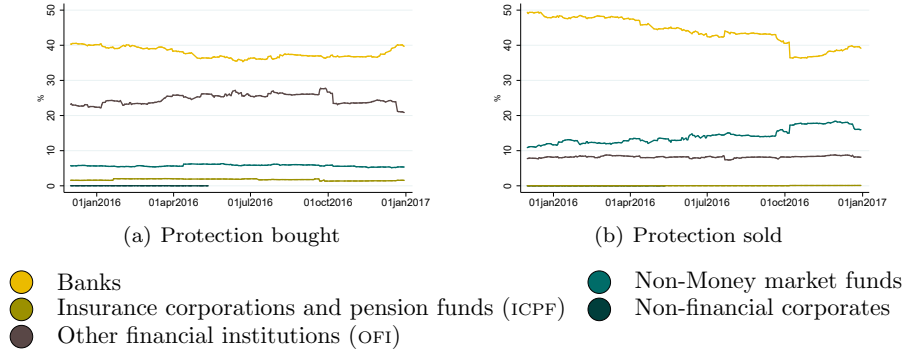 50
40
30
20
10
0
%
01jan2016 01apr2016 01jul2016 01oct2016 01jan2017
(a) Protection bought
50
40
30
20
10
0
%
01jan2016 01apr2016 01jul2016 01oct2016 01jan2017
(b) Protection sold
Banks
Insurance corporations and pension funds (ICPF)
Other financial institutions (OFI)
Non-Money market funds
Non-financial corporates